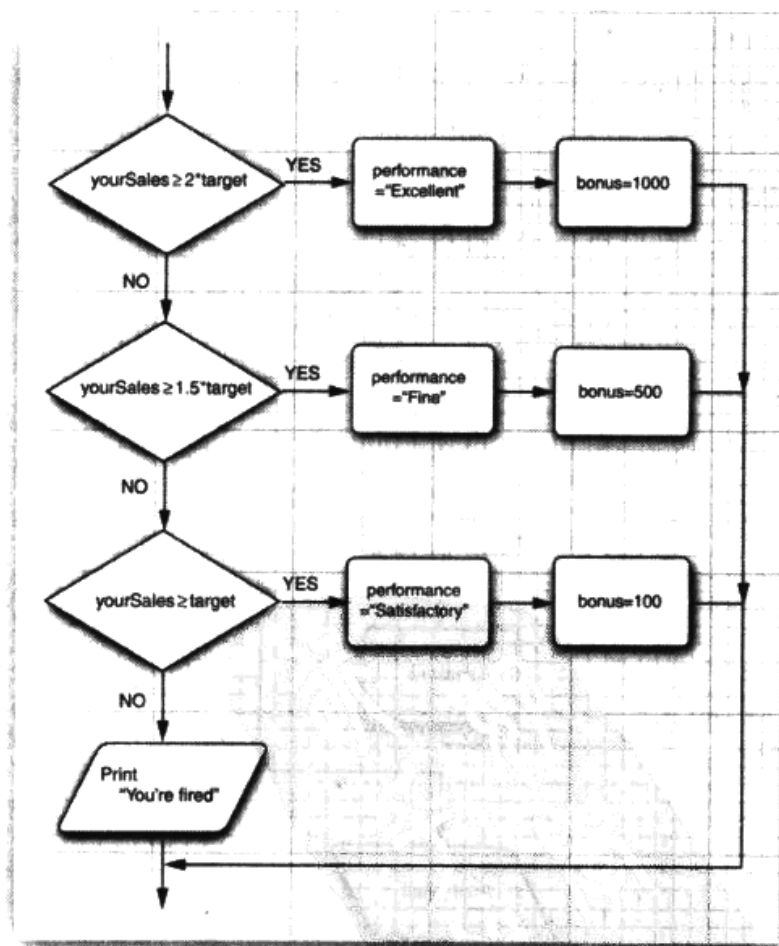 yourSales ≥ 2*target
YES
performance
="Excellent"
bonus=1000
NO
yourSales ≥ 1.5*target
YES
performance
="Fine"
bonus=500
NO
yourSales ≥ target
YES
performance
="Satisfactory"
bonus=100
NO
Print
"You're fired"